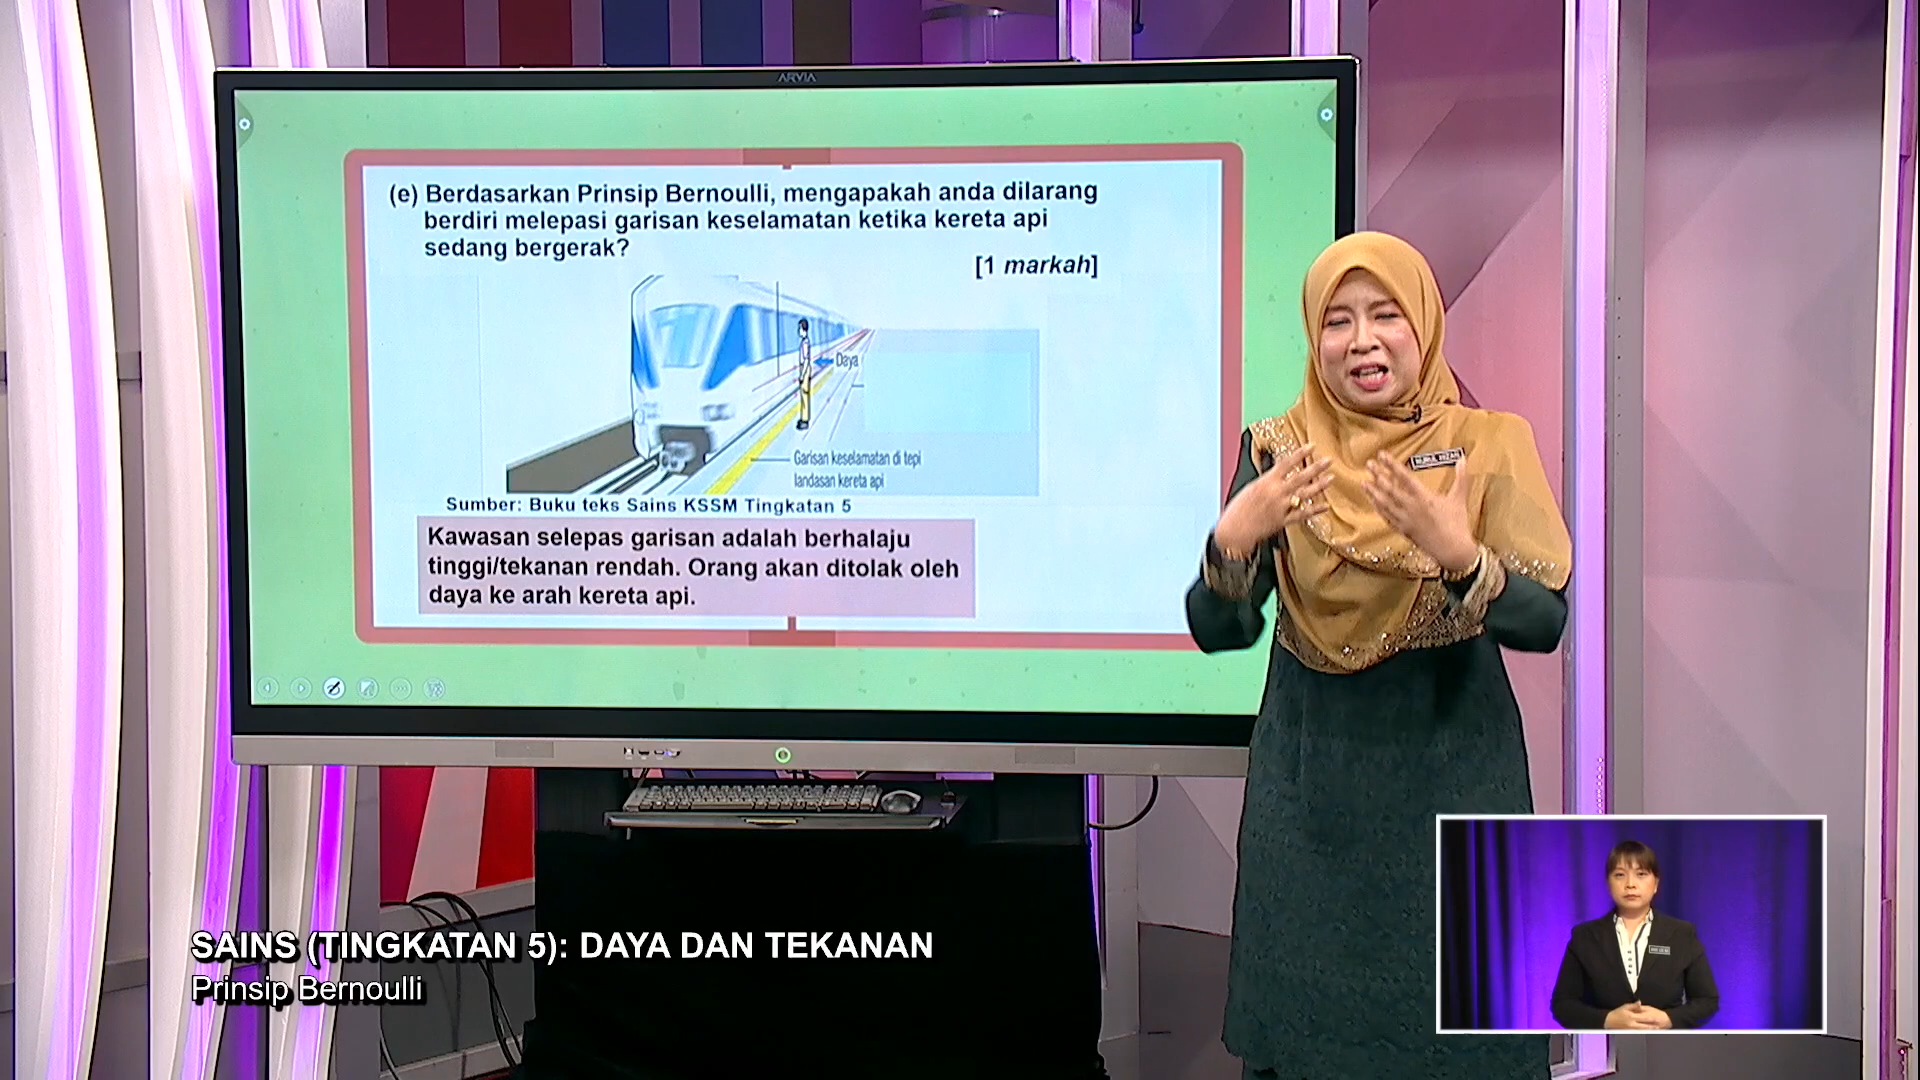 ARVIA
(e) Berdasarkan Prinsip Bernoulli, mengapakah anda dilarang
berdiri melepasi garisan keselamatan ketika kereta api
sedang bergerak?
[1 markah]
Daya
Garisan keselamatan di tepi
landasan kereta api
Sumber: Buku teks Sains KSSM Tingkatan 5
Kawasan selepas garisan adalah berhalaju
tinggi/tekanan rendah. Orang akan ditolak oleh
daya ke arah kereta api.
SAINS (TINGKATAN 5): DAYA DAN TEKANAN
Prinsip Bernoulli